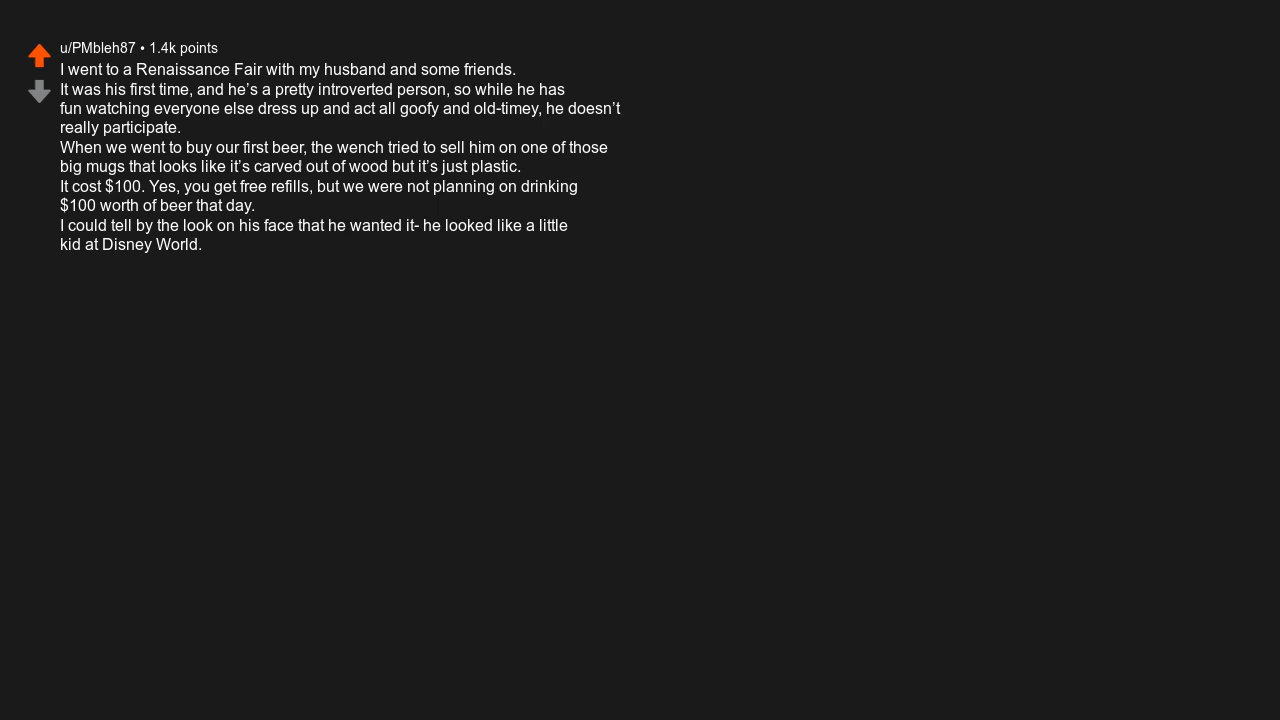 u/PMbleh87 • 1.4k points
I went to a Renaissance Fair with my husband and some friends.
It was his first time, and he’s a pretty introverted person, so while he has
fun watching everyone else dress up and act all goofy and old-timey, he doesn’t
really participate.
When we went to buy our first beer, the wench tried to sell him on one of those
big mugs that looks like it’s carved out of wood but it’s just plastic.
It cost $100. Yes, you get free refills, but we were not planning on drinking
$100 worth of beer that day.
I could tell by the look on his face that he wanted it- he looked like a little
kid at Disney World.